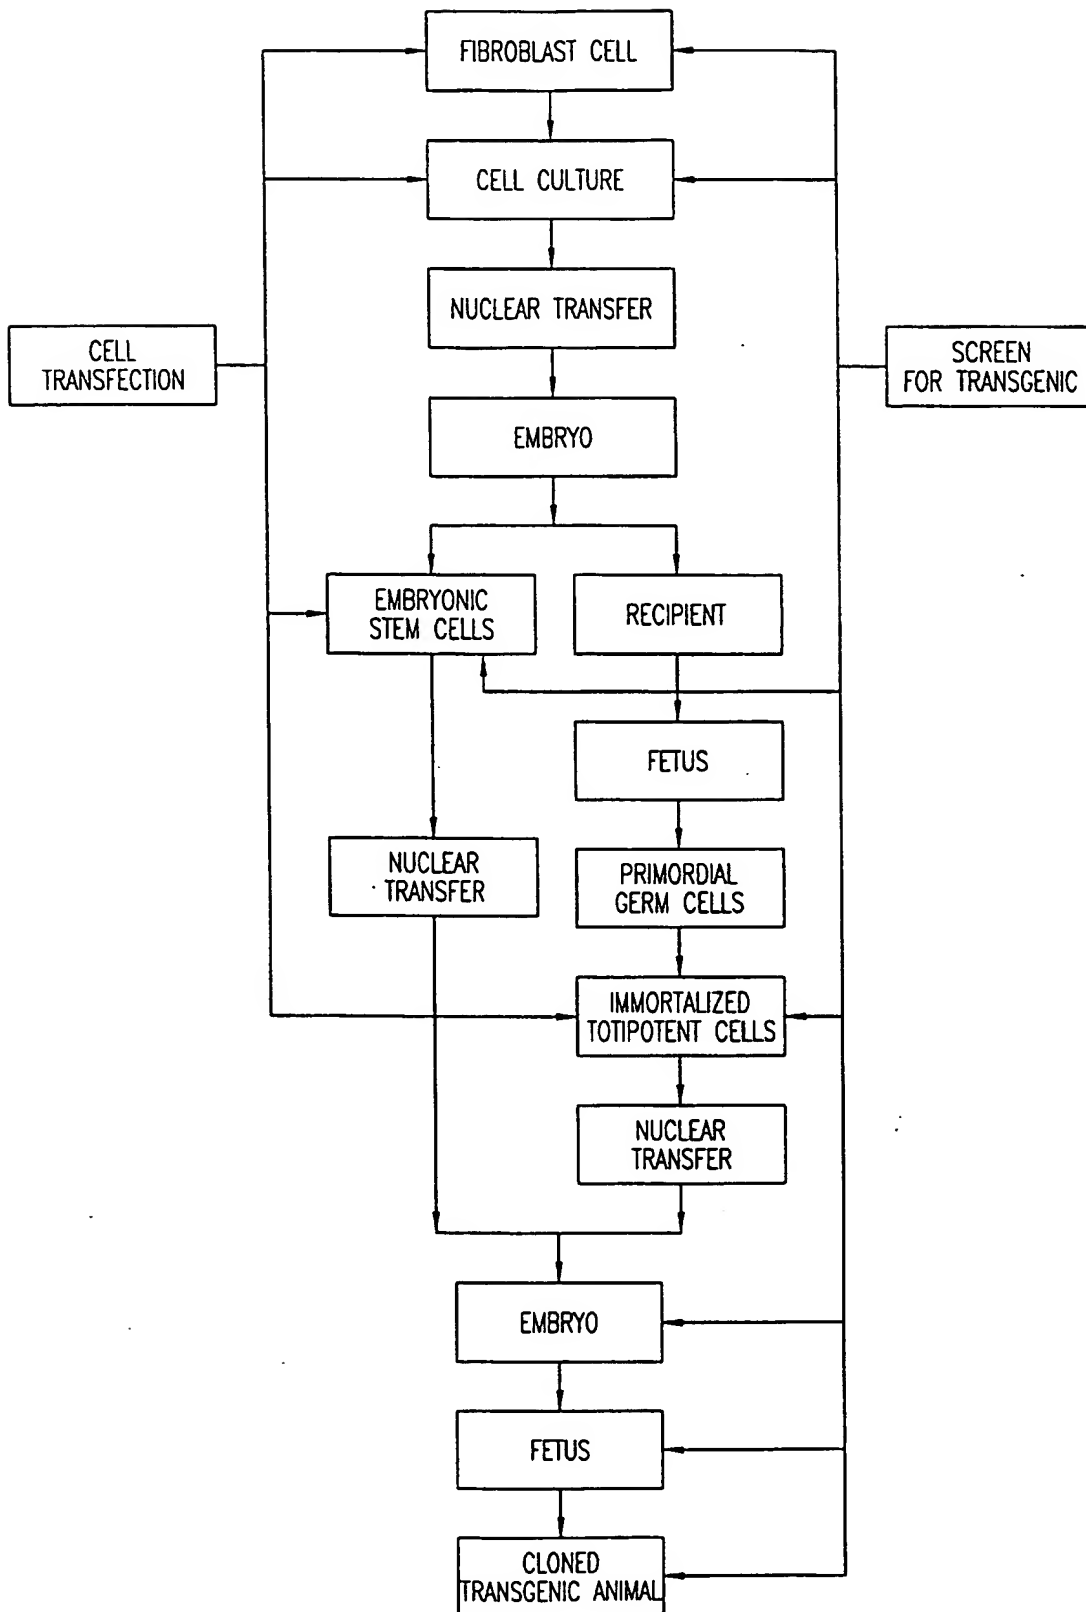 FIBROBLAST CELL
CELL CULTURE
NUCLEAR TRANSFER
CELL
TRANSFECTION
SCREEN
FOR TRANSGENIC
EMBRYO
EMBRYONIC
STEM CELLS
RECIPIENT
FETUS
NUCLEAR
TRANSFER
PRIMORDIAL
GERM CELLS
IMMORTALIZED
TOTIPOTENT CELLS
NUCLEAR
TRANSFER
EMBRYO
FETUS
CLONED
TRANSGENIC ANIMAL